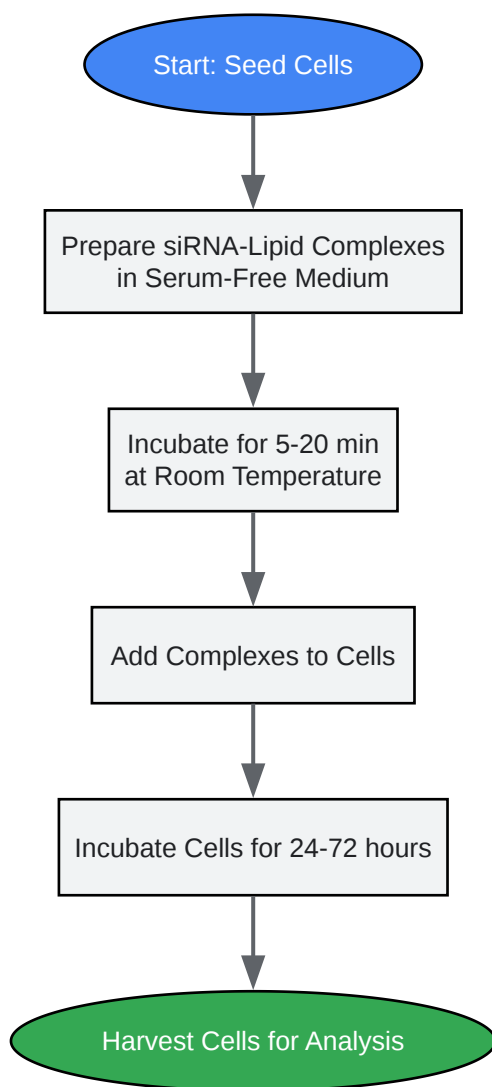 Start: Seed Cells
Prepare siRNA-Lipid Complexes
in Serum-Free Medium
Incubate for 5-20 min
at Room Temperature
Add Complexes to Cells
Incubate Cells for 24-72 hours
Harvest Cells for Analysis